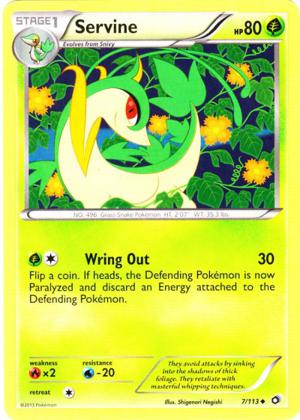 STAGE1
Servine
HP80
Evolves from Snivy
NO. 496 Grass Snake Pokémon HT. 2'07" WT. 35.3 lbs.
Wring Out 30
Flip a coin. If heads, the Defending Pokémon is now
Paralyzed and discard an Energy attached to the
Defending Pokémon.
weakness
×2
resistance
-20
retreat
They avoid attacks by sinking
into the shadows of thick
foliage. They retaliate with
masterful whipping techniques.
©2013 Pokémon
Illus. Shigenori Negishi
7/113